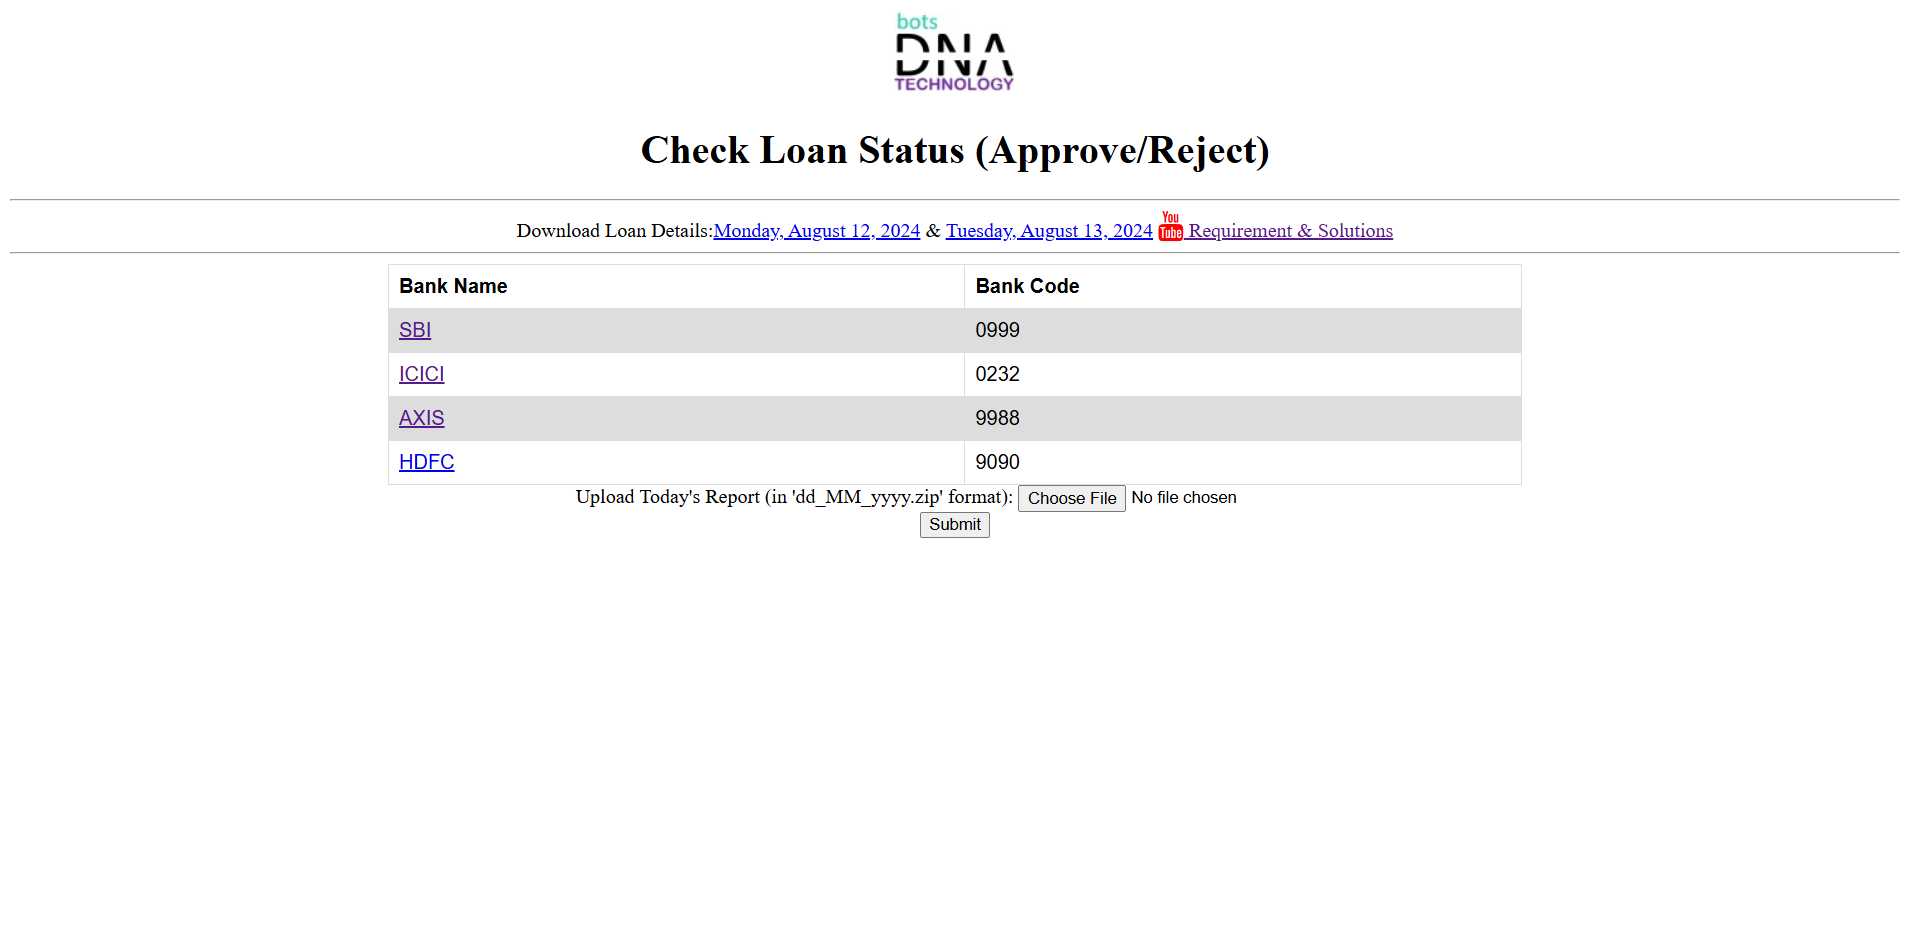 bots
DNA
TECHNOLOGY
Check Loan Status (Approve/Reject)
Download Loan Details:Monday, August 12, 2024 & Tuesday, August 13, 2024 You Tube Requirement & Solutions
Bank Name Bank Code
SBI 0999
ICICI 0232
AXIS 9988
HDFC 9090
Upload Today's Report (in 'dd_MM_yyyy.zip' format): Choose File No file chosen
Submit